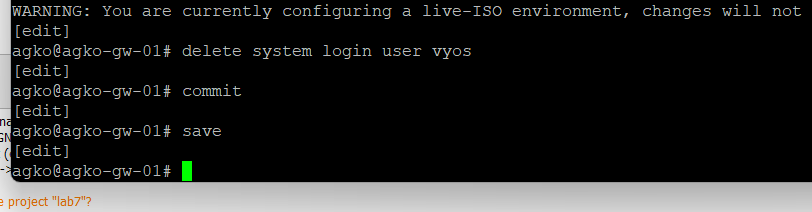 WARNING: You are currently configuring a live-ISO environment, changes will not
[edit]
agko@agko-gw-01# delete system login user vyos
[edit]
agko@agko-gw-01# commit
[edit]
agko@agko-gw-01# save
[edit]
agko@agko-gw-01#
e project "lab7"?